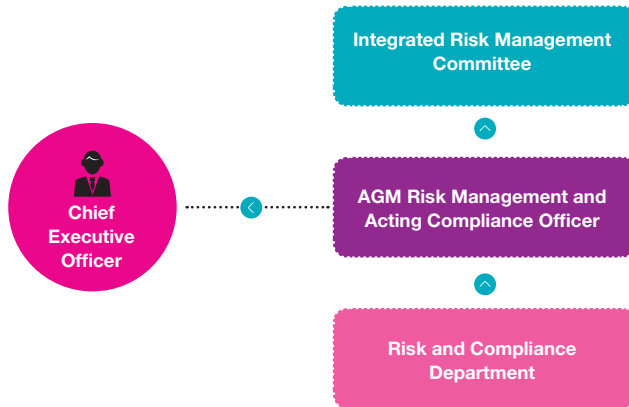 Integrated Risk Management
Committee
Chief
Executive
Officer
AGM Risk Management and
Acting Compliance Officer
Risk and Compliance
Department